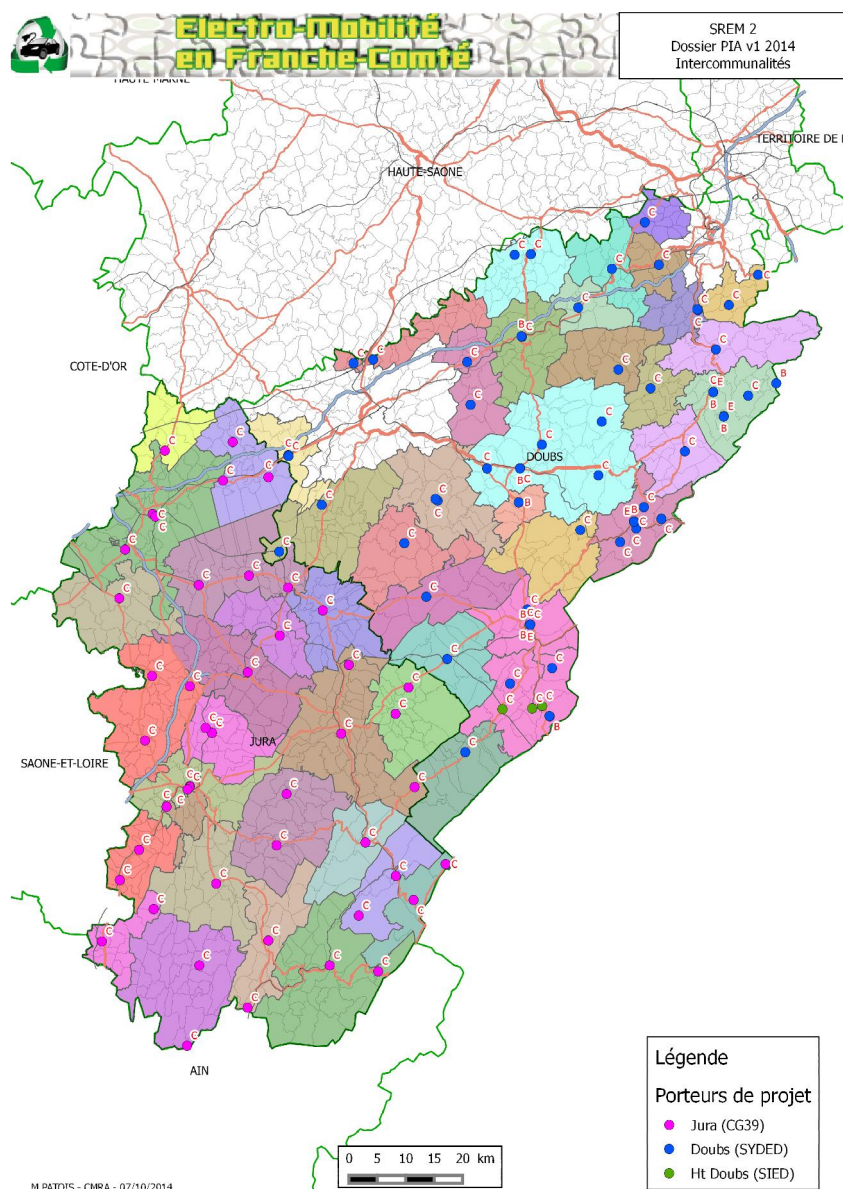 Electro-Mobilité
en Franche-Comté
SREM 2
Dossier PIA v1 2014
Intercommunalités
HAUTE-MARNE
TERRITOIRE DE
HAUTE-SAONE
COTE-D'OR
DOUBS
JURA
SAONE-ET-LOIRE
AIN
Légende
Porteurs de projet
Jura (CG39)
Doubs (SYDED)
Ht Doubs (SIED)
0 5 10 15 20 km
M.PATOIS - CMRA - 07/10/2014